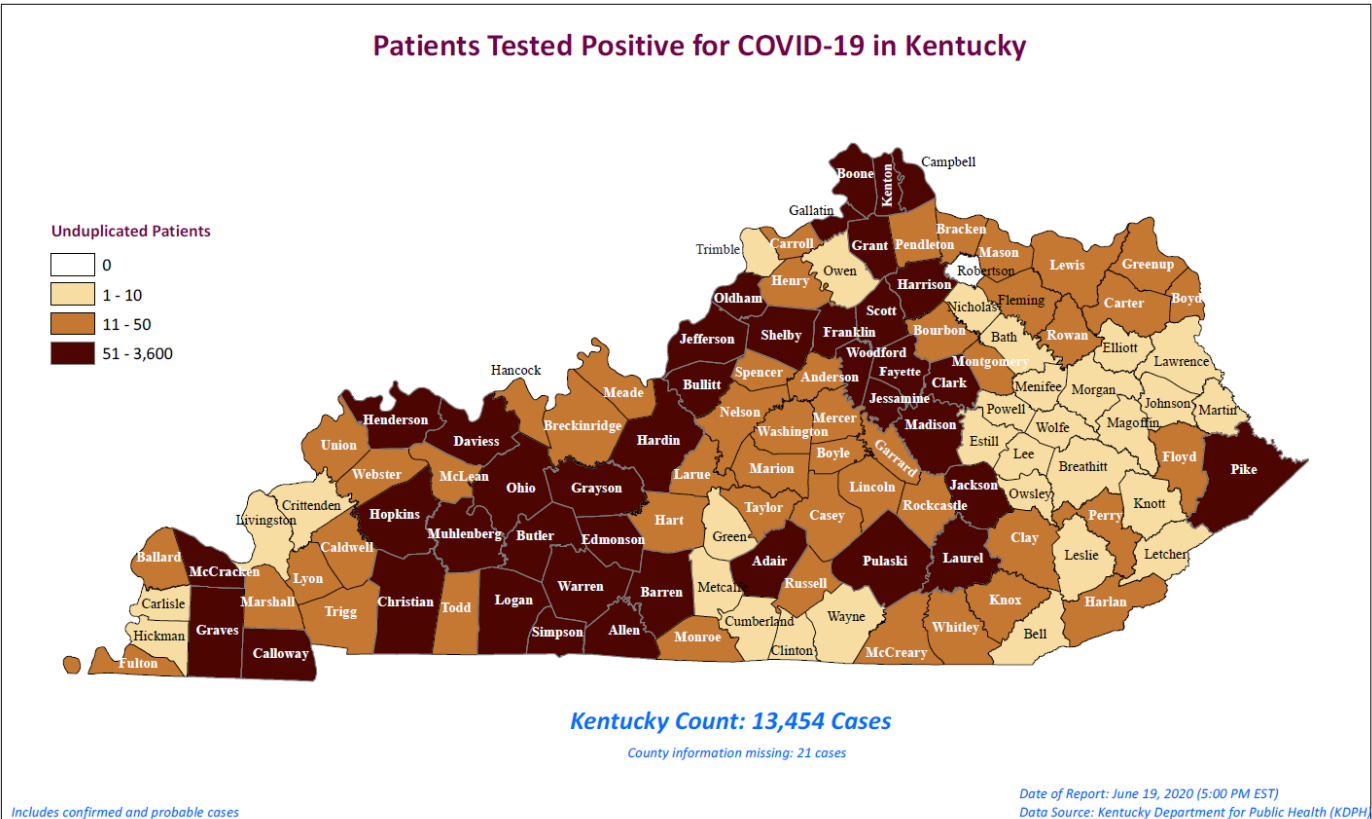 Patients Tested Positive for COVID-19 in Kentucky
Unduplicated Patients
0
1 - 10
11 - 50
51 - 3,600
Boone
Kenton
Campbell
Gallatin
Trimble
Carroll
Owen
Grant
Pendleton
Bracken
Mason
Robertson
Lewis
Greenup
Boyd
Carter
Henry
Oldham
Harrison
Nicholas
Fleming
Rowan
Elliott
Lawrence
Jefferson
Shelby
Franklin
Scott
Bourbon
Bath
Woodford
Fayette
Montgomery
Spencer
Anderson
Clark
Bullitt
Jessamine
Menifee
Morgan
Johnson
Martin
Hancock
Meade
Breckinridge
Nelson
Washington
Mercer
Madison
Powell
Wolfe
Magoffin
Henderson
Daviess
Hardin
Boyle
Garrard
Estill
Lee
Breathitt
Floyd
Pike
Union
Webster
McLean
Ohio
Grayson
Larue
Marion
Lincoln
Rockcastle
Jackson
Owsley
Knott
Perry
Crittenden
Livingston
Hopkins
Muhlenberg
Butler
Edmonson
Hart
Green
Taylor
Casey
Clay
Leslie
Letcher
Ballard
McCracken
Caldwell
Lyon
Warren
Barren
Metcalfe
Adair
Russell
Pulaski
Laurel
Knox
Harlan
Carlisle
Marshall
Trigg
Christian
Todd
Logan
Hickman
Graves
Calloway
Fulton
Simpson
Allen
Monroe
Cumberland
Clinton
Wayne
McCreary
Whitley
Bell
Kentucky Count: 13,454 Cases
County information missing: 21 cases
Date of Report: June 19, 2020 (5:00 PM EST)
Includes confirmed and probable cases
Data Source: Kentucky Department for Public Health (KDPH)